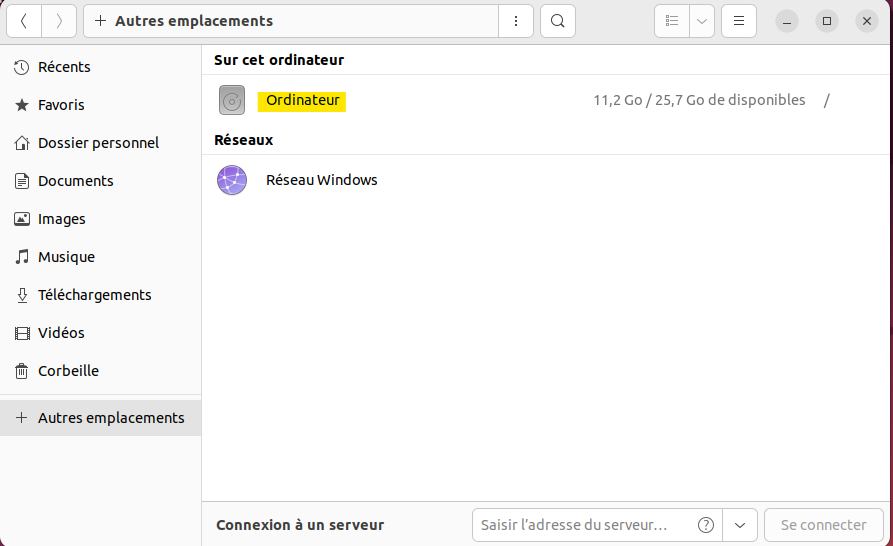 Autres emplacements
Récents
Favoris
Dossier personnel
Documents
Images
Musique
Téléchargements
Vidéos
Corbeille
Autres emplacements
Sur cet ordinateur
Ordinateur 11,2 Go / 25,7 Go de disponibles /
Réseaux
Réseau Windows
Connexion à un serveur Saisir l'adresse du serveur… ? Se connecter